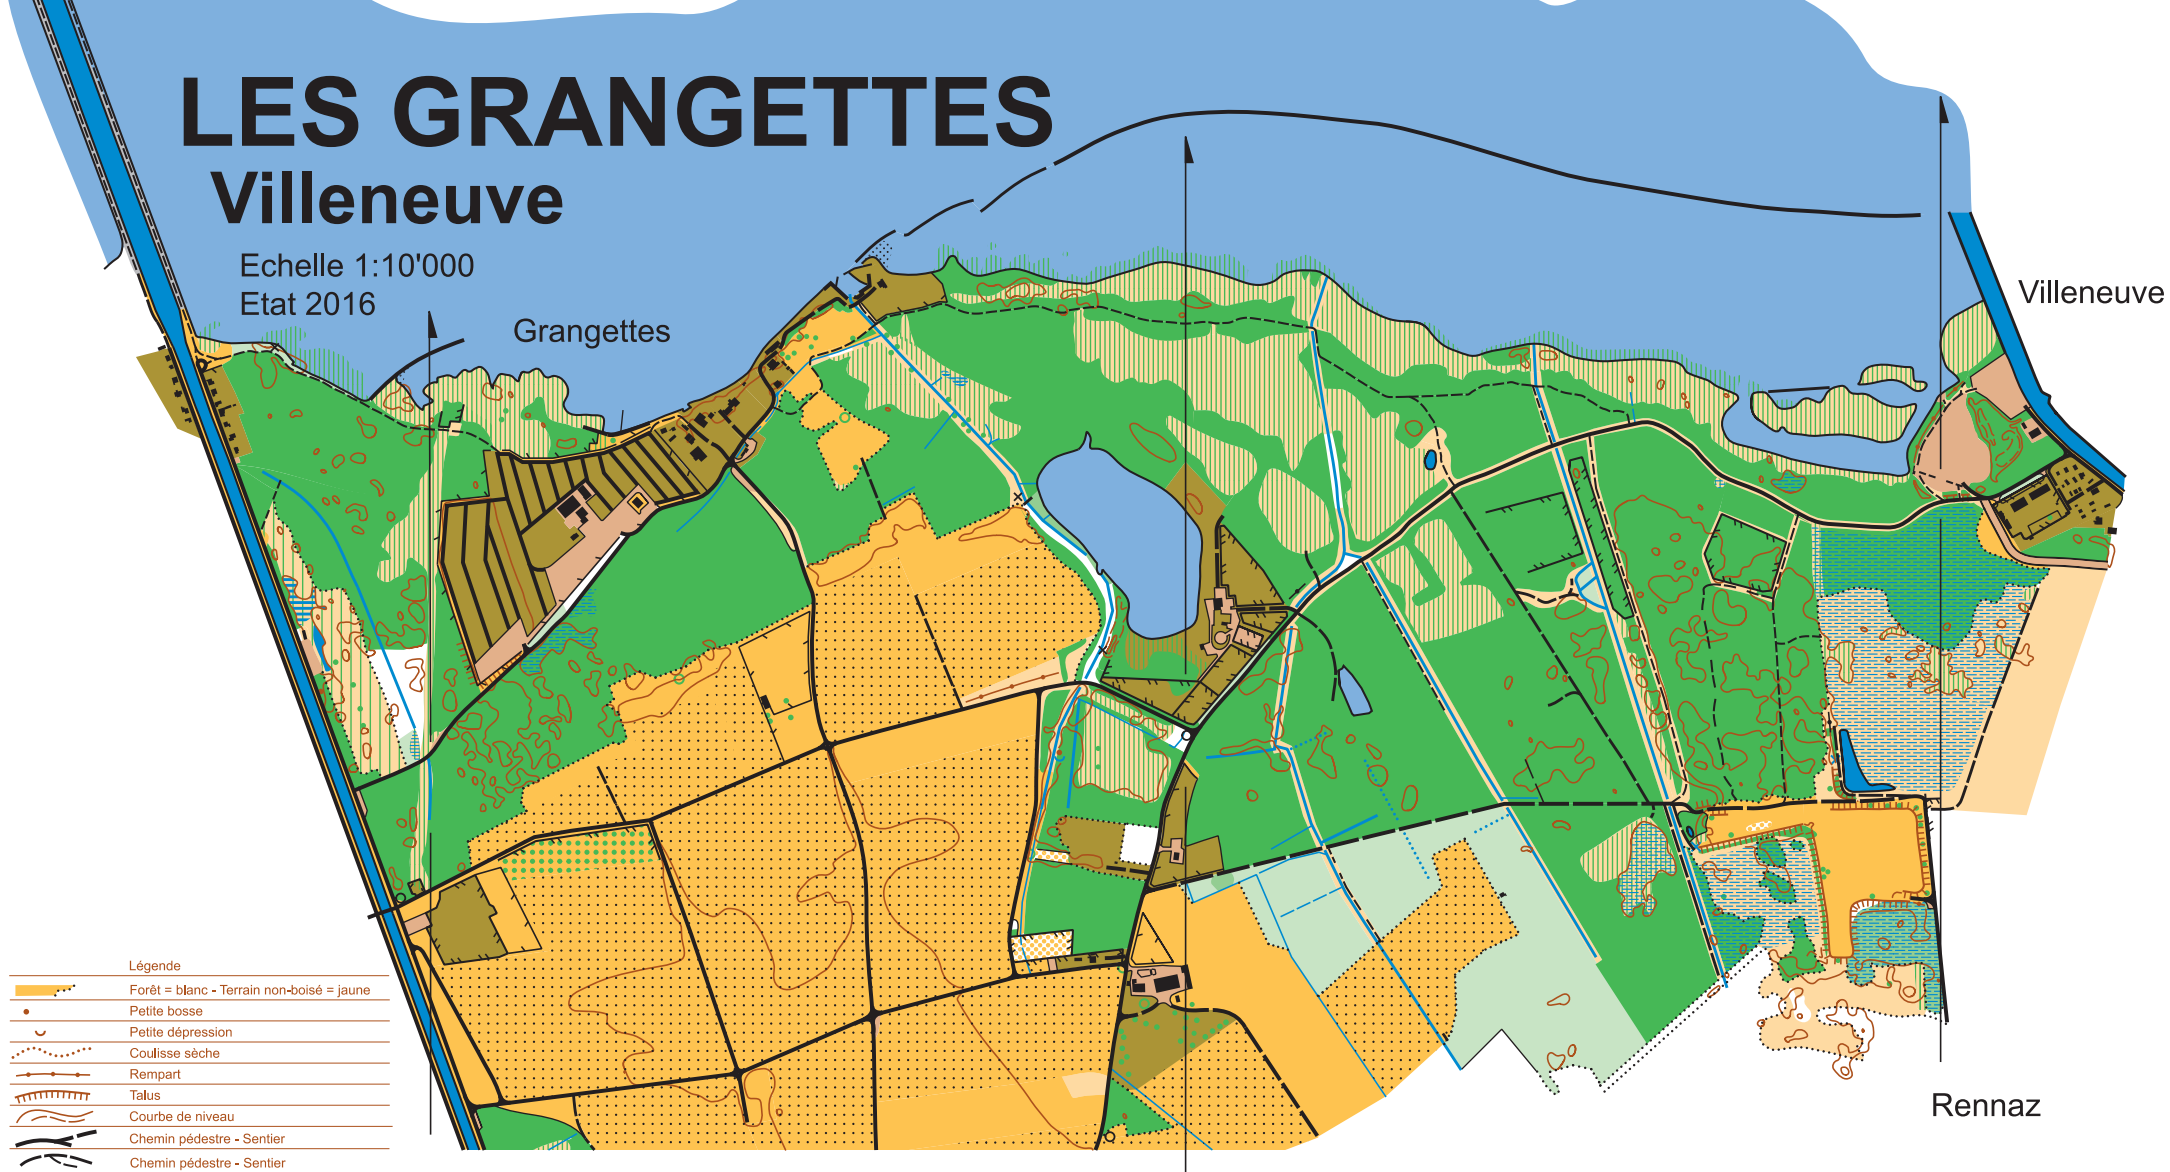 LES GRANGETTES
Villeneuve
Echelle 1:10'000
Etat 2016
Grangettes
Villeneuve
Rennaz
Légende
Forêt = blanc - Terrain non-boisé = jaune
Petite bosse
Petite dépression
Coulisse sèche
Rempart
Talus
Courbe de niveau
Chemin pédestre - Sentier
Chemin pédestre - Sentier